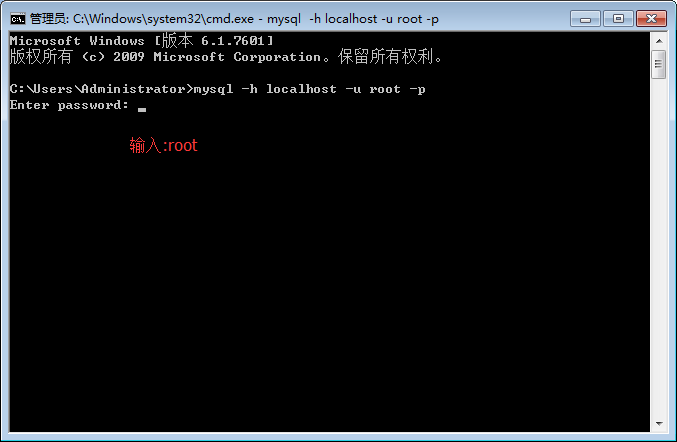 管理员: C:\Windows\system32\cmd.exe - mysql  -h localhost -u root -p
Microsoft Windows [版本 6.1.7601]
版权所有 (c) 2009 Microsoft Corporation。保留所有权利。
C:\Users\Administrator>mysql -h localhost -u root -p
Enter password: _
输入:root